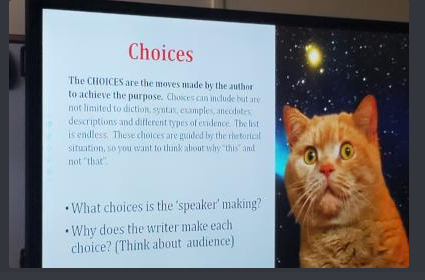 Choices
The CHOICES are the moves made by the author
to achieve the purpose. Choices can include but are
not limited to diction, syntax, examples, anecdotes,
descriptions and different types of evidence. The list
is endless. These choices are guided by the rhetorical
situation, so you want to think about why "this" and
not "that".
• What choices is the 'speaker' making?
• Why does the writer make each
choice? (Think about audience)